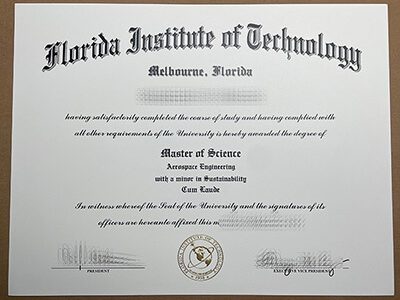 Florida Institute of Technology
Melbourne, Florida
having satisfactorily completed the course of study and having complied with
all other requirements of the University is hereby awarded the degree of
Master of Science
Aerospace Engineering
with a minor in Sustainability
Cum Laude
In witness whereof the Seal of the University and the signatures of its
officers are hereunto affixed this
PRESIDENT
EXECUTIVE VICE PRESIDENT